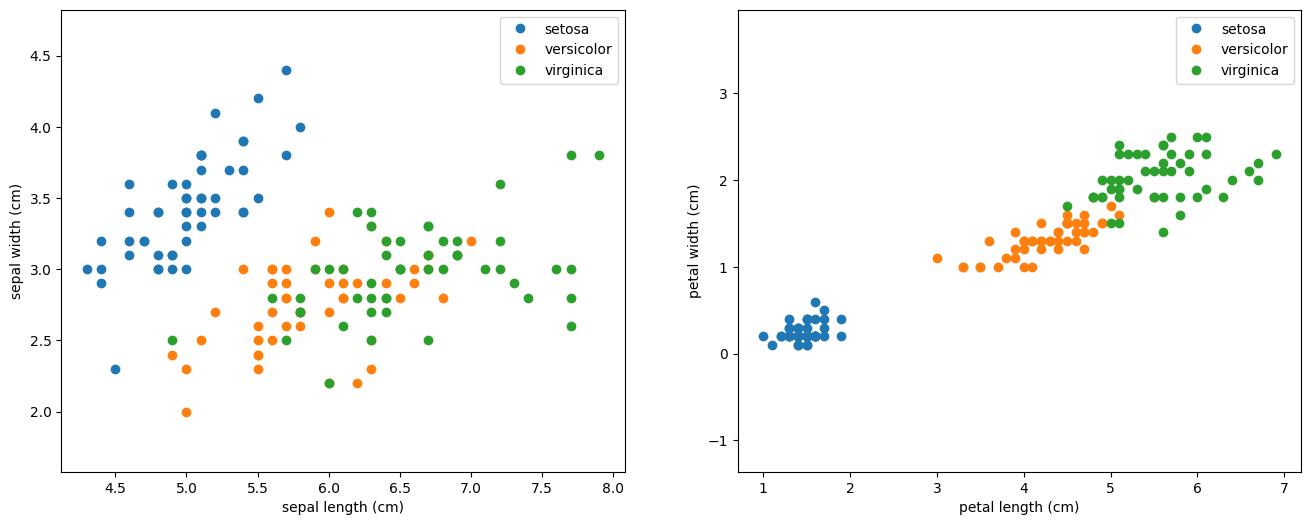 setosa
versicolor
virginica
4.5
4.0
3.5
3.0
2.5
2.0
sepal width (cm)
4.5
5.0
5.5
6.0
6.5
7.0
7.5
8.0
sepal length (cm)
setosa
versicolor
virginica
3
2
1
0
−1
petal width (cm)
1
2
3
4
5
6
7
petal length (cm)